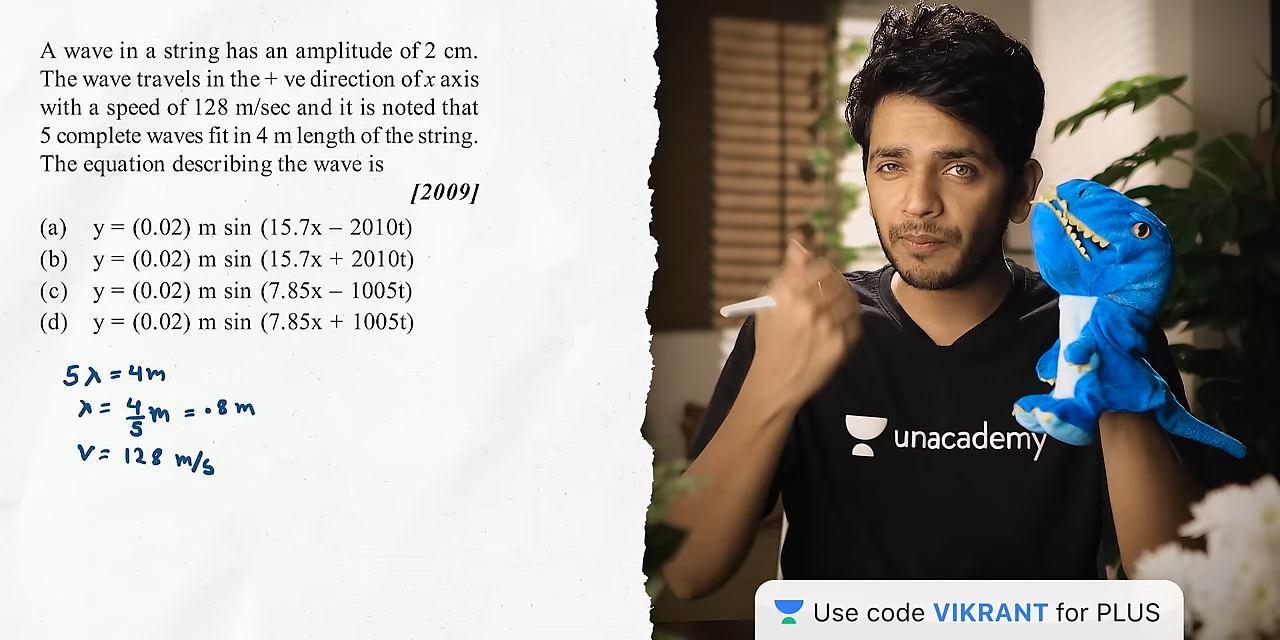 A wave in a string has an amplitude of 2 cm.
The wave travels in the + ve direction of x axis
with a speed of 128 m/sec and it is noted that
5 complete waves fit in 4 m length of the string.
The equation describing the wave is
[2009]
(a) y = (0.02) m sin (15.7x – 2010t)
(b) y = (0.02) m sin (15.7x + 2010t)
(c) y = (0.02) m sin (7.85x – 1005t)
(d) y = (0.02) m sin (7.85x + 1005t)
5λ = 4m
λ = 4/5 m = .8 m
v = 128 m/s
unacademy
Use code VIKRANT for PLUS